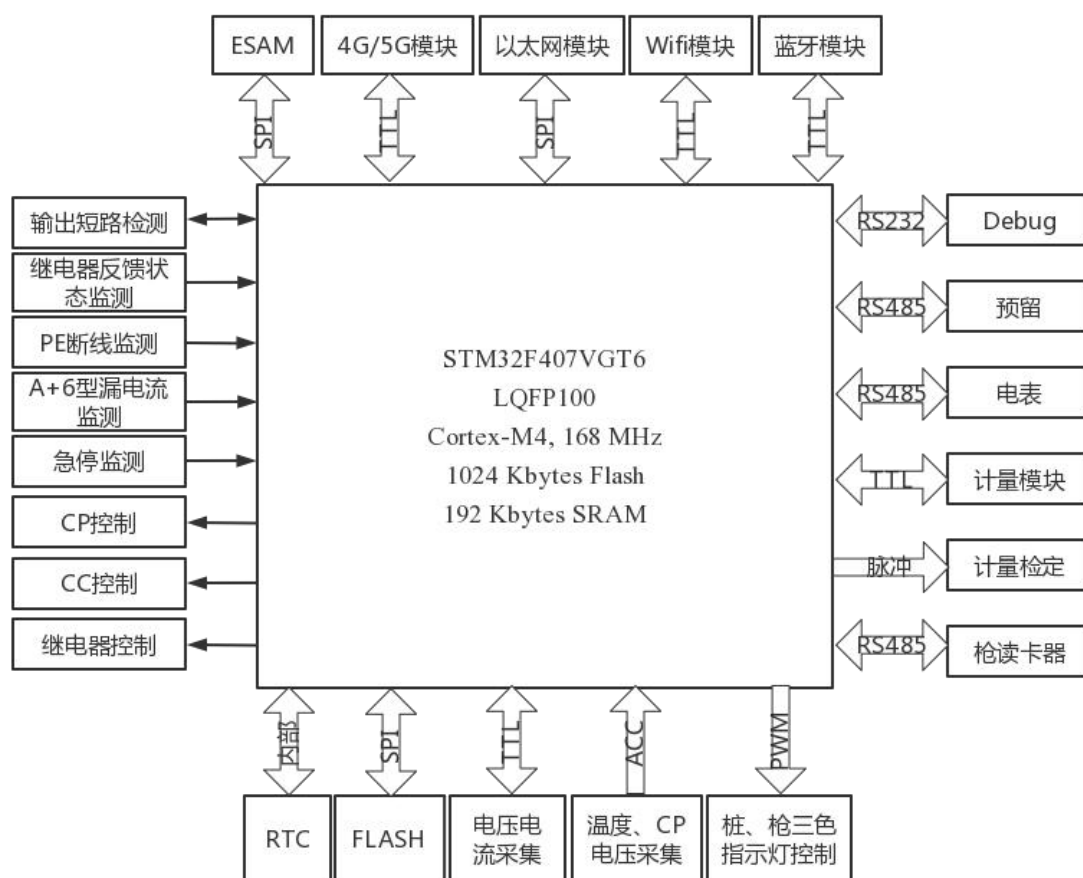 ESAM
4G/5G模块
以太网模块
Wifi模块
蓝牙模块
SPI
TTL
SPI
TTL
TTL
输出短路检测
继电器反馈状
态监测
PE断线监测
A+6型漏电流
监测
急停监测
CP控制
CC控制
继电器控制
STM32F407VGT6
LQFP100
Cortex-M4, 168 MHz
1024 Kbytes Flash
192 Kbytes SRAM
RS232
Debug
RS485
预留
RS485
电表
TTL
计量模块
脉冲
计量检定
RS485
枪读卡器
内部
SPI
TTL
ACC
PWM
RTC
FLASH
电压电
流采集
温度、CP
电压采集
桩、枪三色
指示灯控制